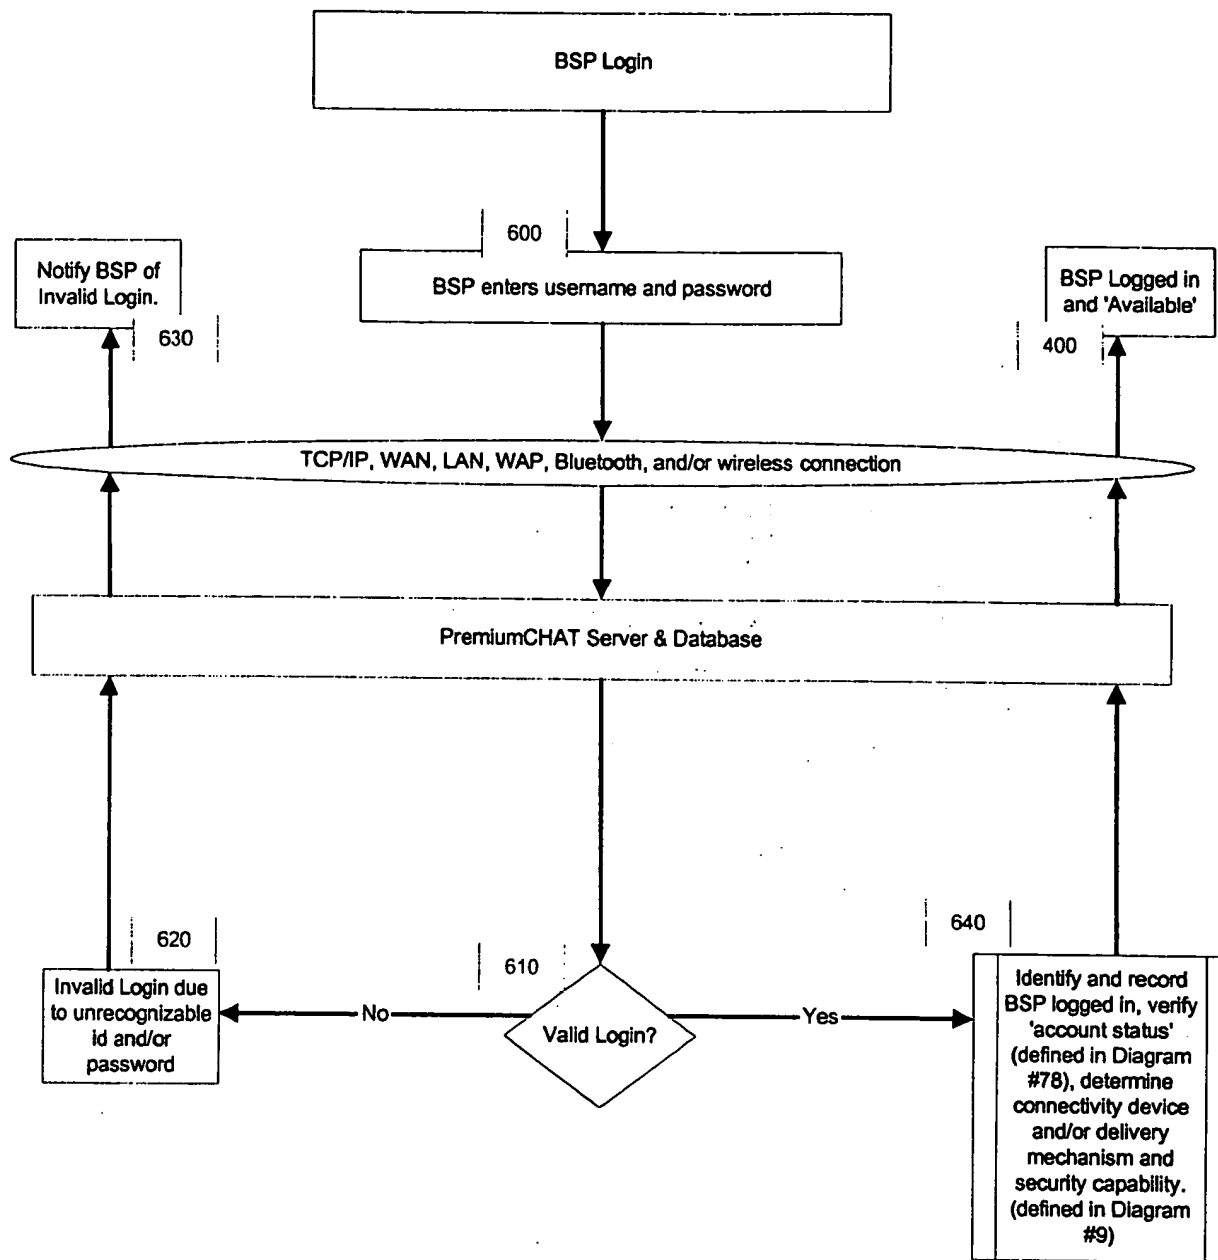 BSP Login
600
BSP enters username and password
Notify BSP of
Invalid Login.
630
BSP Logged in
and 'Available'
400
TCP/IP, WAN, LAN, WAP, Bluetooth, and/or wireless connection
PremiumCHAT Server & Database
620
Invalid Login due
to unrecognizable
id and/or
password
No
610
Valid Login?
Yes
640
Identify and record
BSP logged in, verify
'account status'
(defined in Diagram
#78), determine
connectivity device
and/or delivery
mechanism and
security capability.
(defined in Diagram
#9)